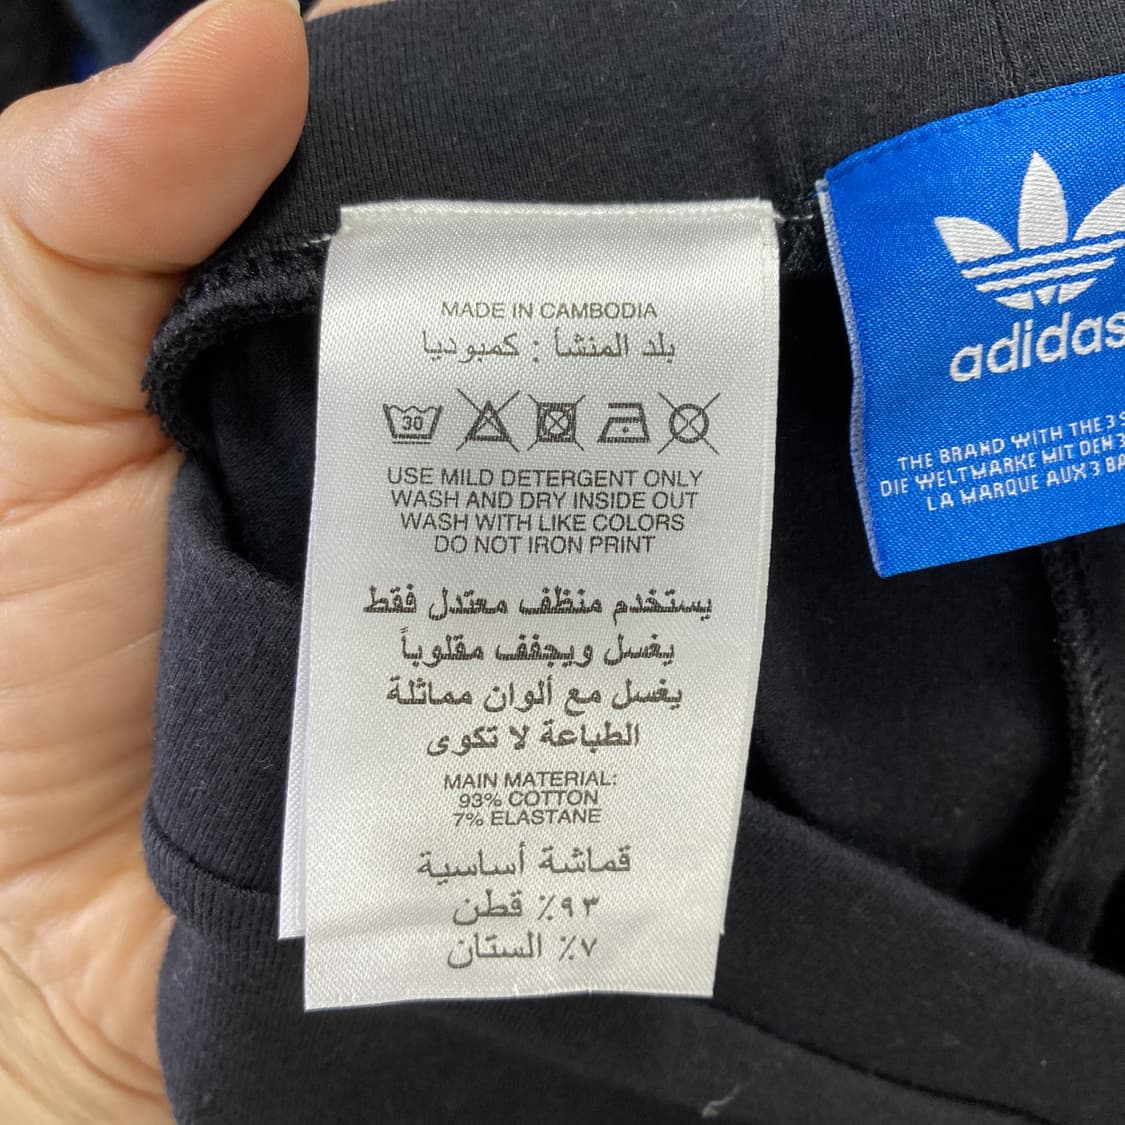 MADE IN CAMBODIA
بلد المنشأ : كمبوديا
30
USE MILD DETERGENT ONLY
WASH AND DRY INSIDE OUT
WASH WITH LIKE COLORS
DO NOT IRON PRINT
يستخدم منظف معتدل فقط
يغسل ويجفف مقلوباً
يغسل مع ألوان مماثلة
الطباعة لا تكوى
MAIN MATERIAL:
93% COTTON
7% ELASTANE
قماشة أساسية
٩٣٪ قطن
٧٪ الستان
adidas
THE BRAND WITH THE 3 S
DIE WELTMARKE MIT DEN 3
LA MARQUE AUX 3 BA